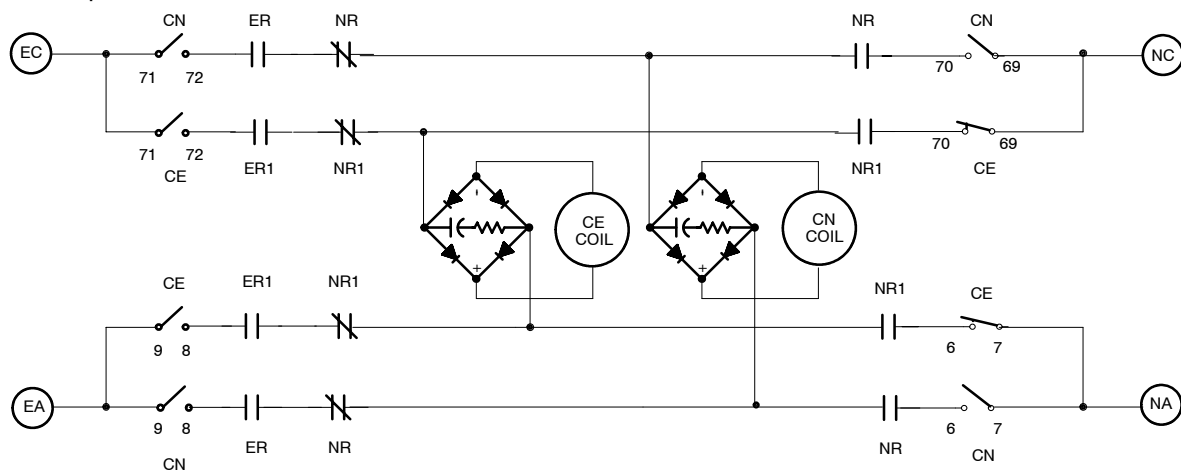 CN ER NR NR CN
EC NC
71 72 70 69
71 72 70 69
CE ER1 NR1 NR1 CE
- -
CE COIL
CN COIL
+ +
CE ER1 NR1 NR1 CE
9 8 6 7
EA NA
9 8 6 7
CN ER NR NR CN